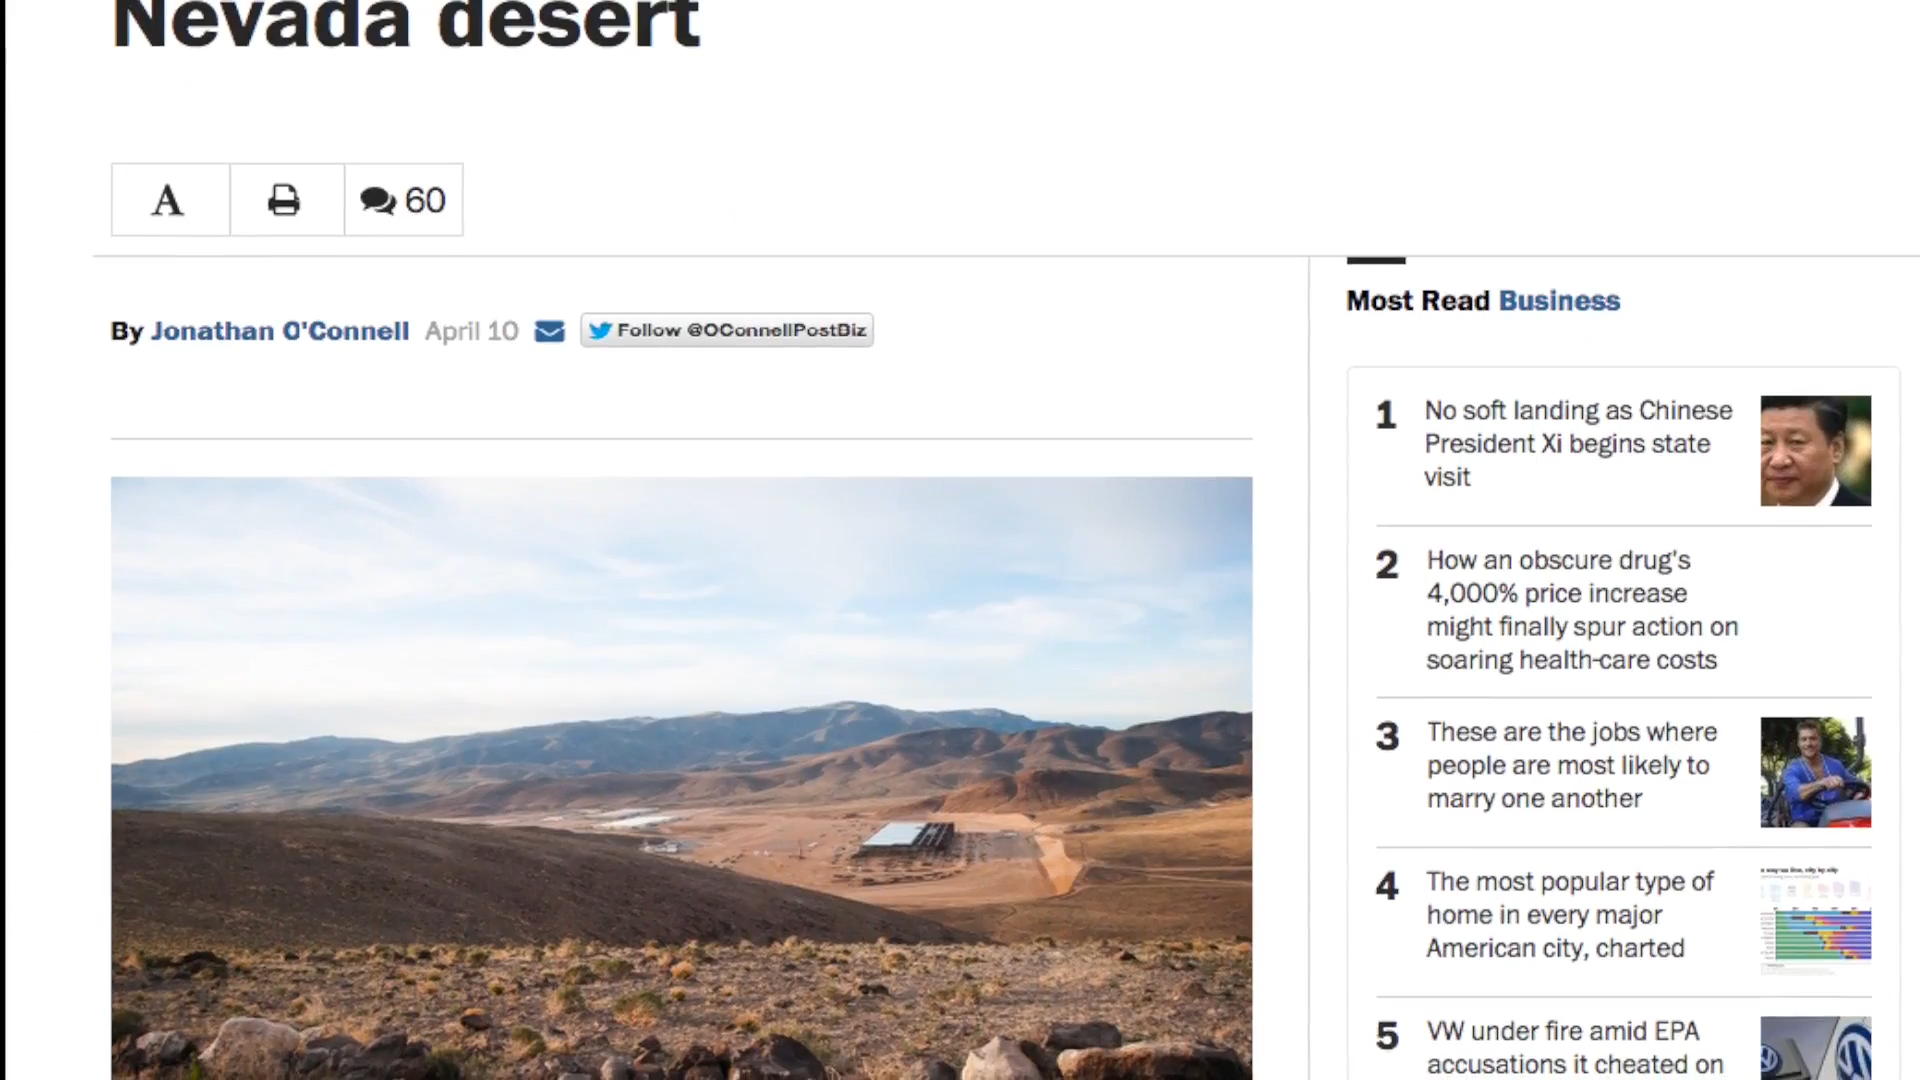 Nevada desert
A
60
By Jonathan O'Connell April 10 Follow @OConnellPostBiz
Most Read Business
1 No soft landing as Chinese
President Xi begins state
visit
2 How an obscure drug's
4,000% price increase
might finally spur action on
soaring health-care costs
3 These are the jobs where
people are most likely to
marry one another
4 The most popular type of
home in every major
American city, charted
5 VW under fire amid EPA
accusations it cheated on